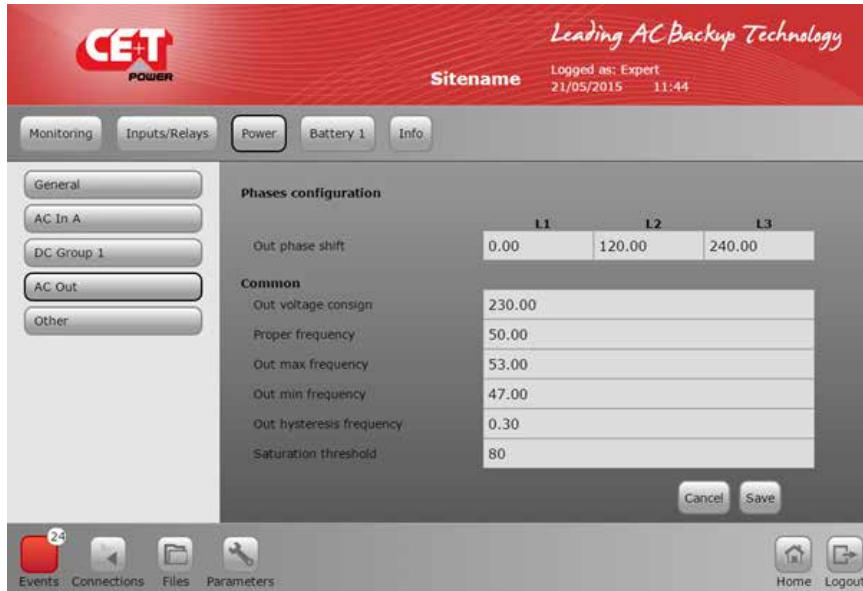 CE+T
POWER
Leading AC Backup Technology
Sitename
Logged as: Expert
21/05/2015 11:44
Monitoring Inputs/Relays Power Battery 1 Info
General
AC In A
DC Group 1
AC Out
Other
Phases configuration
L1 L2 L3
Out phase shift 0.00 120.00 240.00
Common
Out voltage consign 230.00
Proper frequency 50.00
Out max frequency 53.00
Out min frequency 47.00
Out hysteresis frequency 0.30
Saturation threshold 80
Cancel Save
24
Events Connections Files Parameters Home Logout